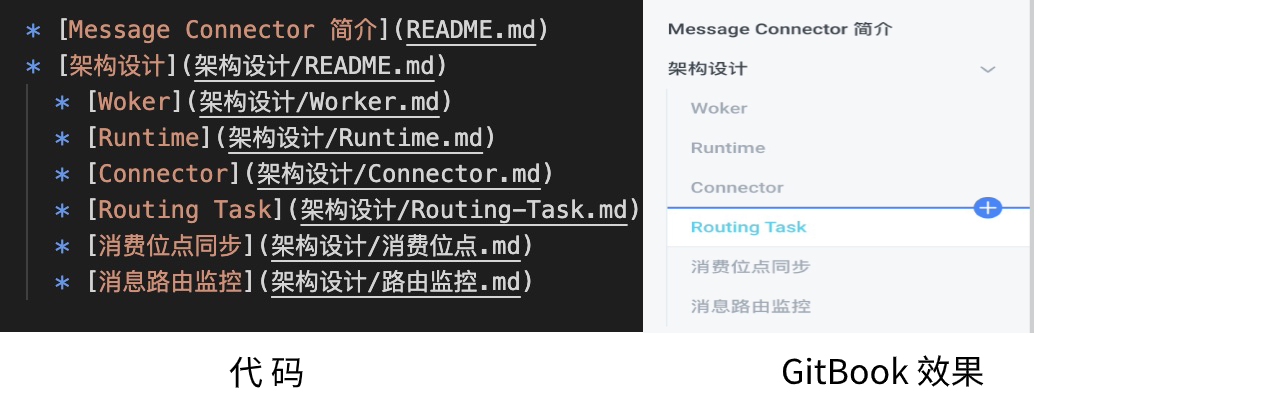 * [Message Connector 简介](README.md)
* [架构设计](架构设计/README.md)
* [Woker](架构设计/Worker.md)
* [Runtime](架构设计/Runtime.md)
* [Connector](架构设计/Connector.md)
* [Routing Task](架构设计/Routing-Task.md)
* [消费位点同步](架构设计/消费位点.md)
* [消息路由监控](架构设计/路由监控.md)
代 码
Message Connector 简介
架构设计
Woker
Runtime
Connector
Routing Task
消费位点同步
消息路由监控
GitBook 效果